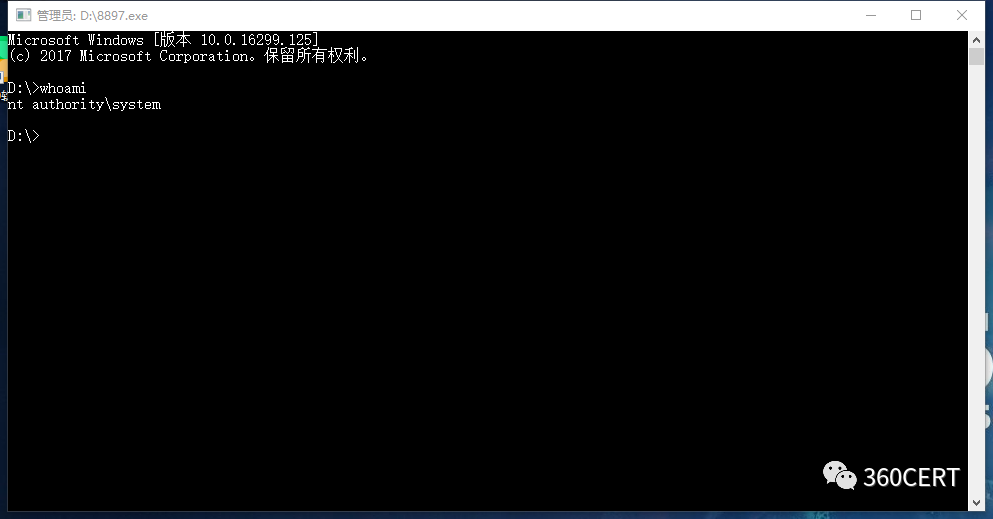 管理员: D:\8897.exe
Microsoft Windows [版本 10.0.16299.125]
(c) 2017 Microsoft Corporation。保留所有权利。
D:\>whoami
nt authority\system
D:\>
360CERT